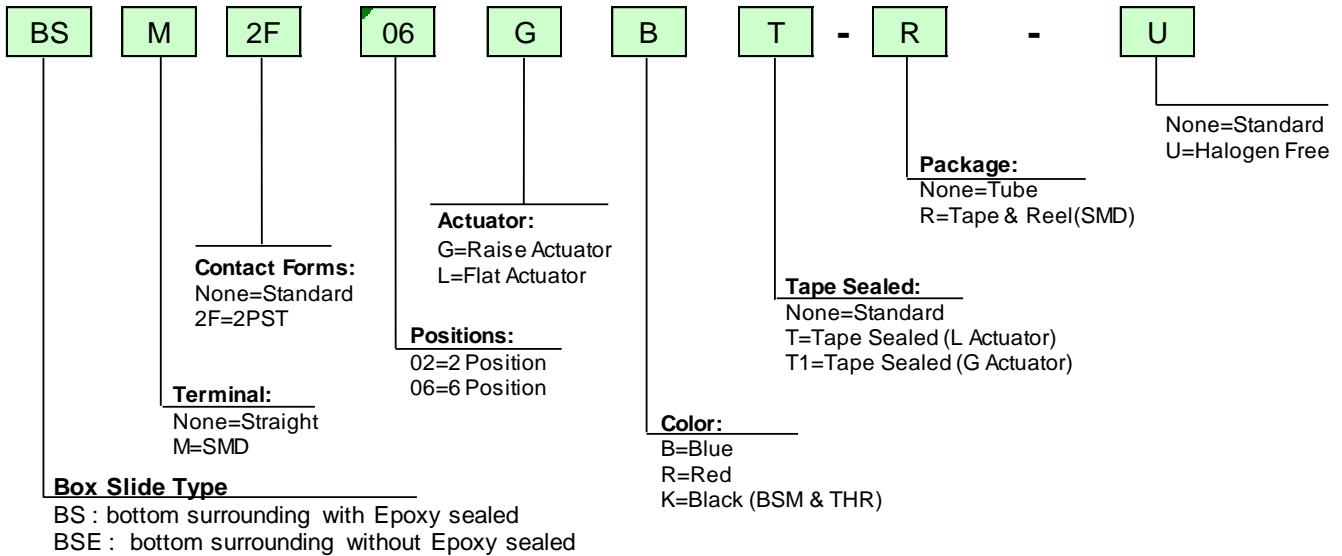 BS M 2F 06 G B T - R - U
None=Standard
U=Halogen Free
Package:
None=Tube
R=Tape & Reel(SMD)
Actuator:
G=Raise Actuator
L=Flat Actuator
Contact Forms:
None=Standard
2F=2PST
Tape Sealed:
None=Standard
T=Tape Sealed (L Actuator)
T1=Tape Sealed (G Actuator)
Positions:
02=2 Position
06=6 Position
Terminal:
None=Straight
M=SMD
Color:
B=Blue
R=Red
K=Black (BSM & THR)
Box Slide Type
BS : bottom surrounding with Epoxy sealed
BSE : bottom surrounding without Epoxy sealed